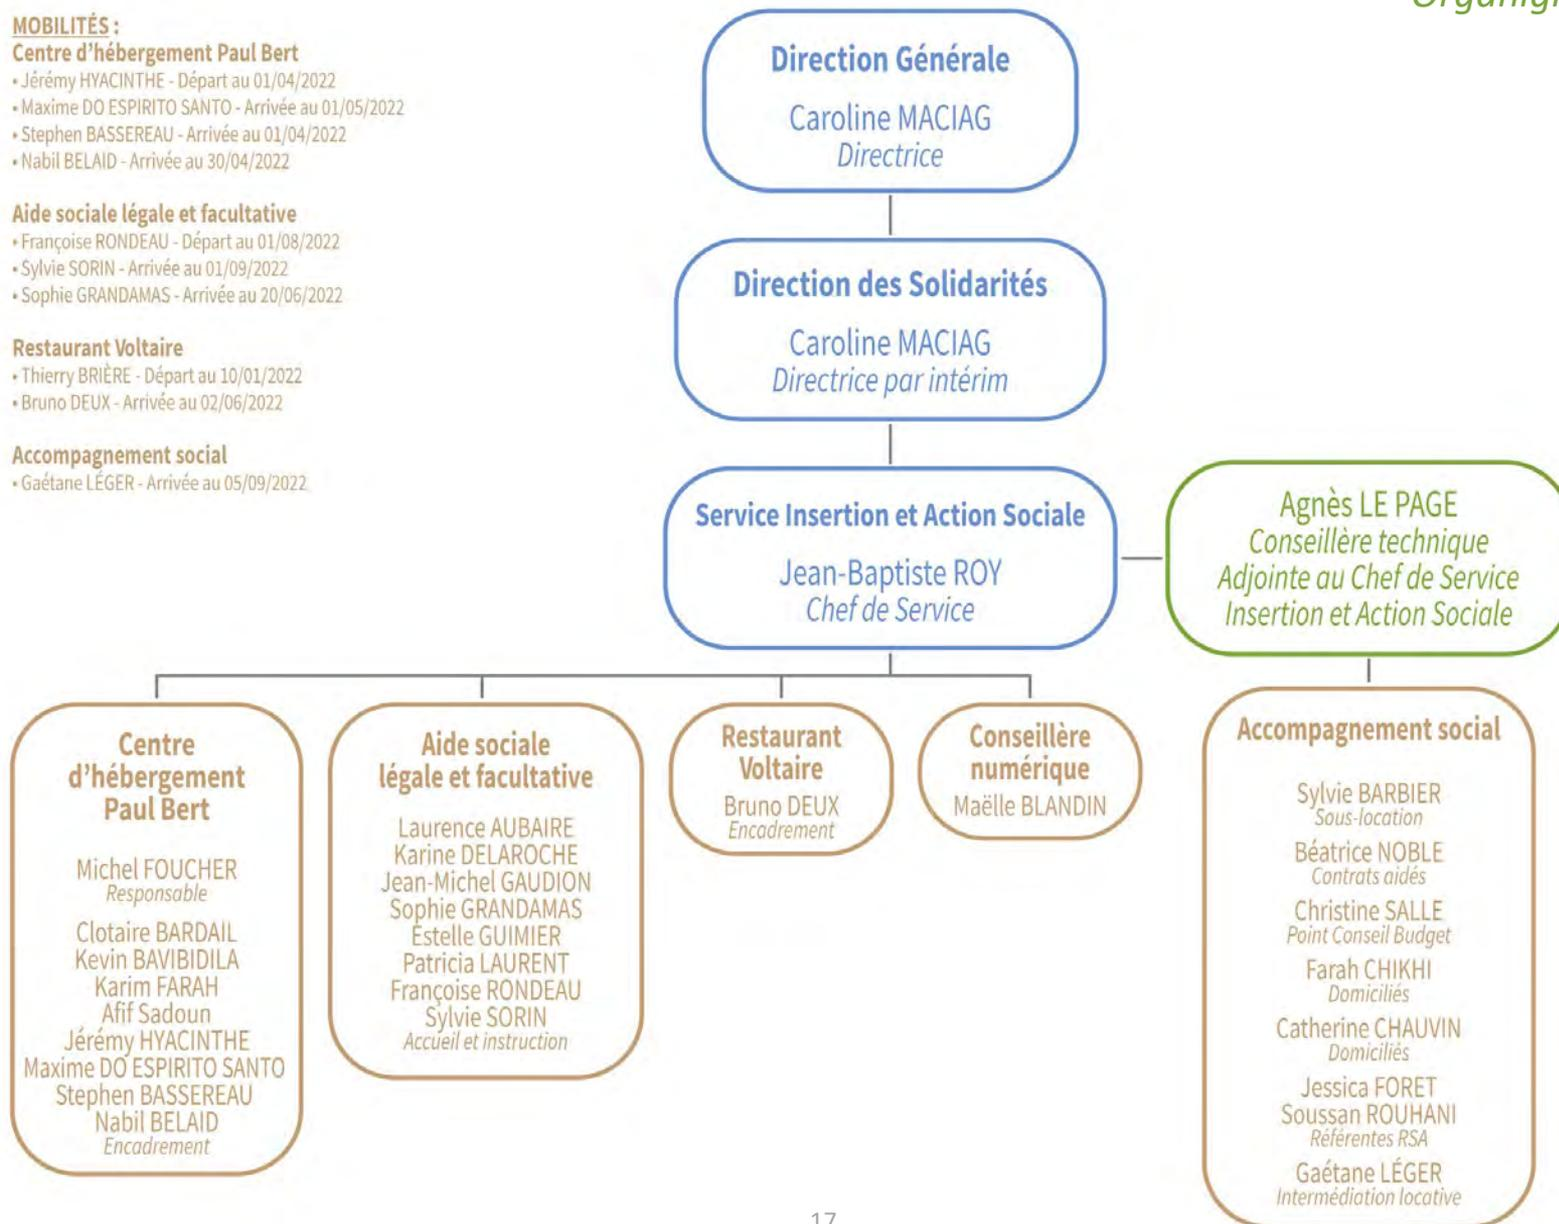 MOBILITÉS :
Centre d'hébergement Paul Bert
• Jérémy HYACINTHE - Départ au 01/04/2022
• Maxime DO ESPIRITO SANTO - Arrivée au 01/05/2022
• Stephen BASSEREAU - Arrivée au 01/04/2022
• Nabil BELAID - Arrivée au 30/04/2022
Aide sociale légale et facultative
• Françoise RONDEAU - Départ au 01/08/2022
• Sylvie SORIN - Arrivée au 01/09/2022
• Sophie GRANDAMAS - Arrivée au 20/06/2022
Restaurant Voltaire
• Thierry BRIÈRE - Départ au 10/01/2022
• Bruno DEUX - Arrivée au 02/06/2022
Accompagnement social
• Gaétane LÉGER - Arrivée au 05/09/2022
Direction Générale
Caroline MACIAG
Directrice
Direction des Solidarités
Caroline MACIAG
Directrice par intérim
Service Insertion et Action Sociale
Jean-Baptiste ROY
Chef de Service
Agnès LE PAGE
Conseillère technique
Adjointe au Chef de Service
Insertion et Action Sociale
Centre
d'hébergement
Paul Bert
Michel FOUCHER
Responsable
Clotaire BARDAIL
Kevin BAVIBIDILA
Karim FARAH
Afif Sadoun
Jérémy HYACINTHE
Maxime DO ESPIRITO SANTO
Stephen BASSEREAU
Nabil BELAID
Encadrement
Aide sociale
légale et facultative
Laurence AUBAIRE
Karine DELAROCHE
Jean-Michel GAUDION
Sophie GRANDAMAS
Estelle GUIMIER
Patricia LAURENT
Françoise RONDEAU
Sylvie SORIN
Accueil et instruction
Restaurant
Voltaire
Bruno DEUX
Encadrement
Conseillère
numérique
Maëlle BLANDIN
Accompagnement social
Sylvie BARBIER
Sous-location
Béatrice NOBLE
Contrats aidés
Christine SALLE
Point Conseil Budget
Farah CHIKHI
Domiciliés
Catherine CHAUVIN
Domiciliés
Jessica FORET
Soussan ROUHANI
Référentes RSA
Gaétane LÉGER
Intermédiation locative
17